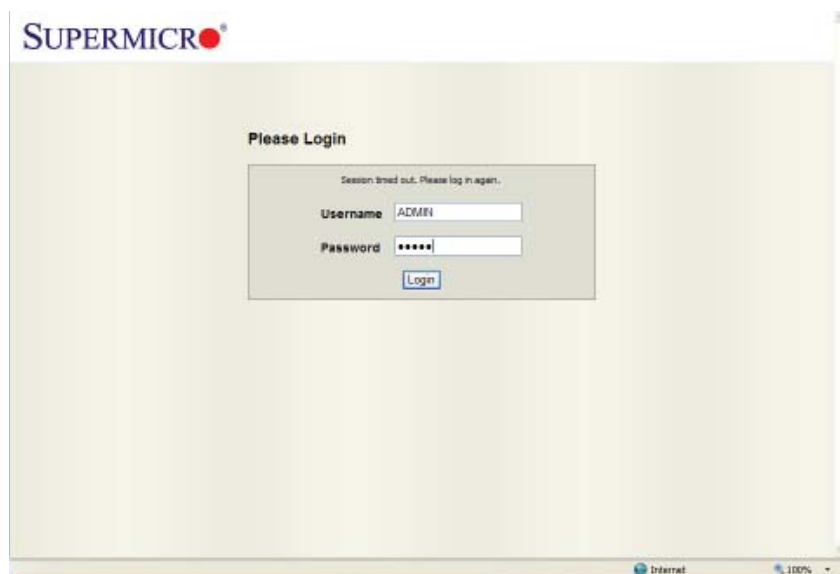 SUPERMICRO®
Please Login
Session timed out. Please log in again.
Username ADMIN
Password •••••
Login
Internet 100%